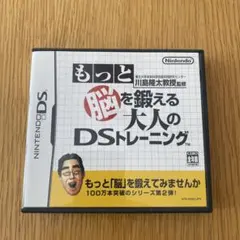 もっと
川島隆太教授監修
Nintendo
脳を鍛える
大人の
DSトレーニング
TM
NINTENDO DS
もっと「脳」を鍛えてみませんか
100万本突破のシリーズ第2弾!